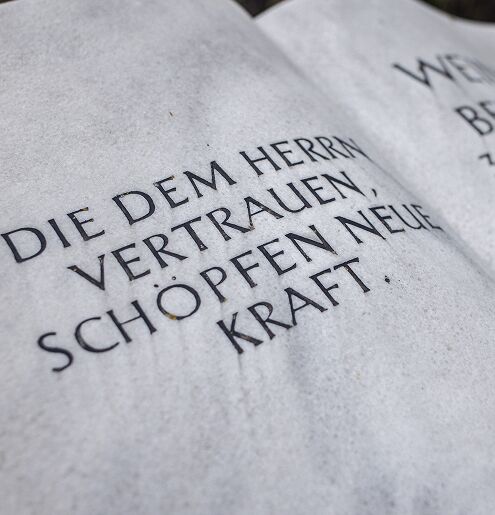 DIE DEM HERRN
VERTRAUEN,
SCHÖPFEN NEUE
KRAFT.